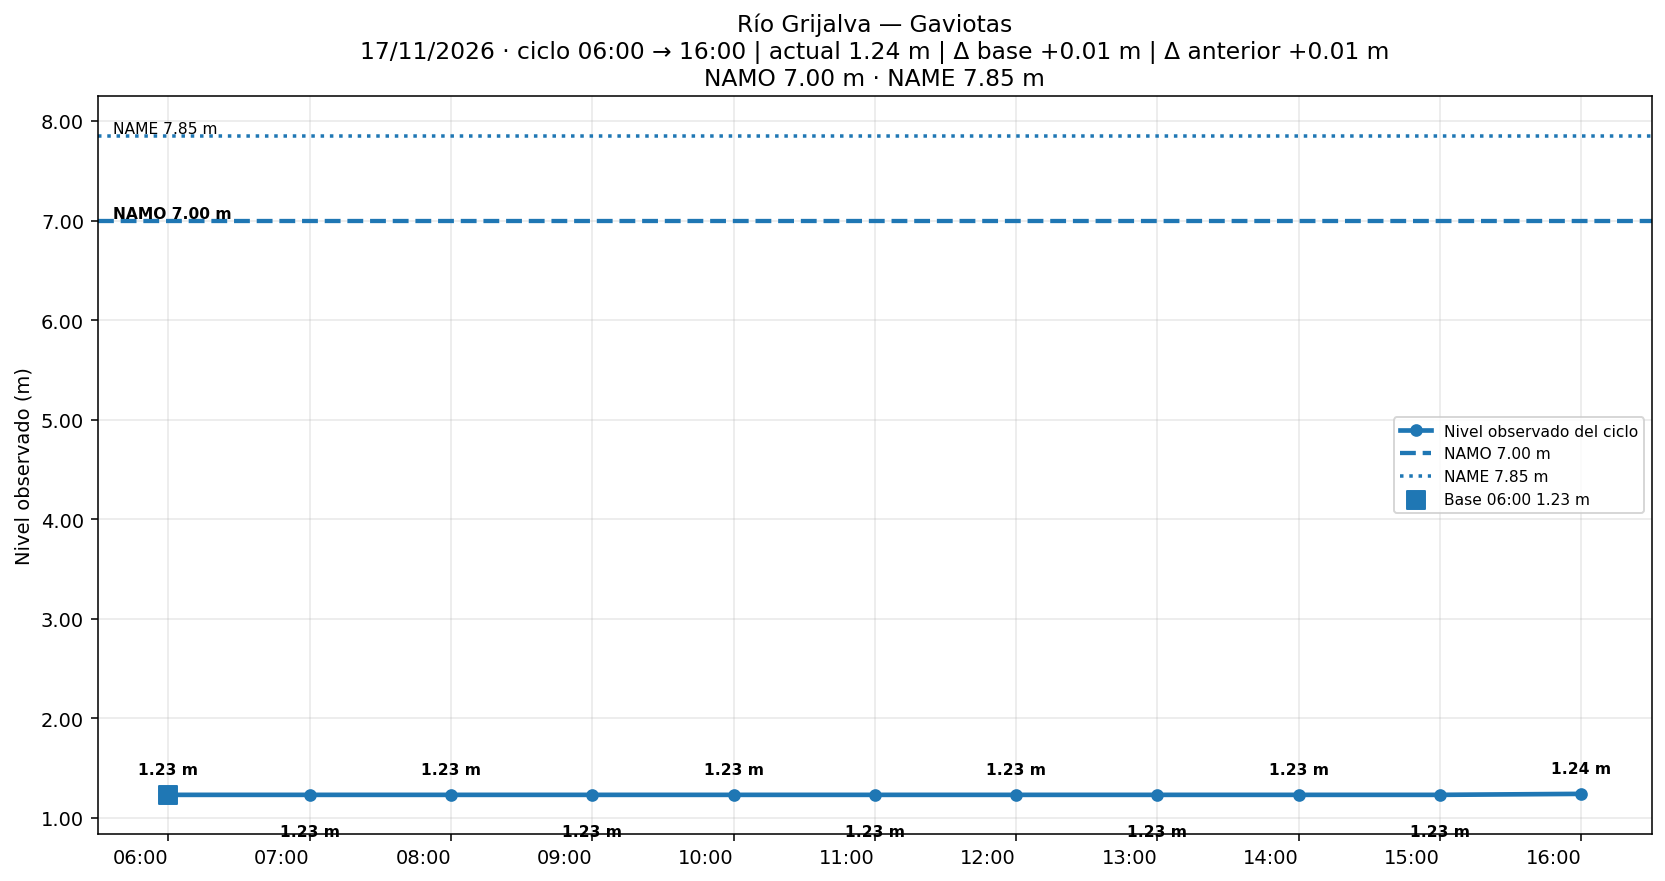 Río Grijalva — Gaviotas
17/11/2026 · ciclo 06:00 → 16:00 | actual 1.24 m | Δ base +0.01 m | Δ anterior +0.01 m
NAMO 7.00 m · NAME 7.85 m
Nivel observado (m)
8.00
7.00
6.00
5.00
4.00
3.00
2.00
1.00
NAME 7.85 m
NAMO 7.00 m
Nivel observado del ciclo
NAMO 7.00 m
NAME 7.85 m
Base 06:00 1.23 m
1.23 m
1.23 m
1.23 m
1.23 m
1.23 m
1.24 m
1.23 m
1.23 m
1.23 m
1.23 m
1.23 m
06:00
07:00
08:00
09:00
10:00
11:00
12:00
13:00
14:00
15:00
16:00